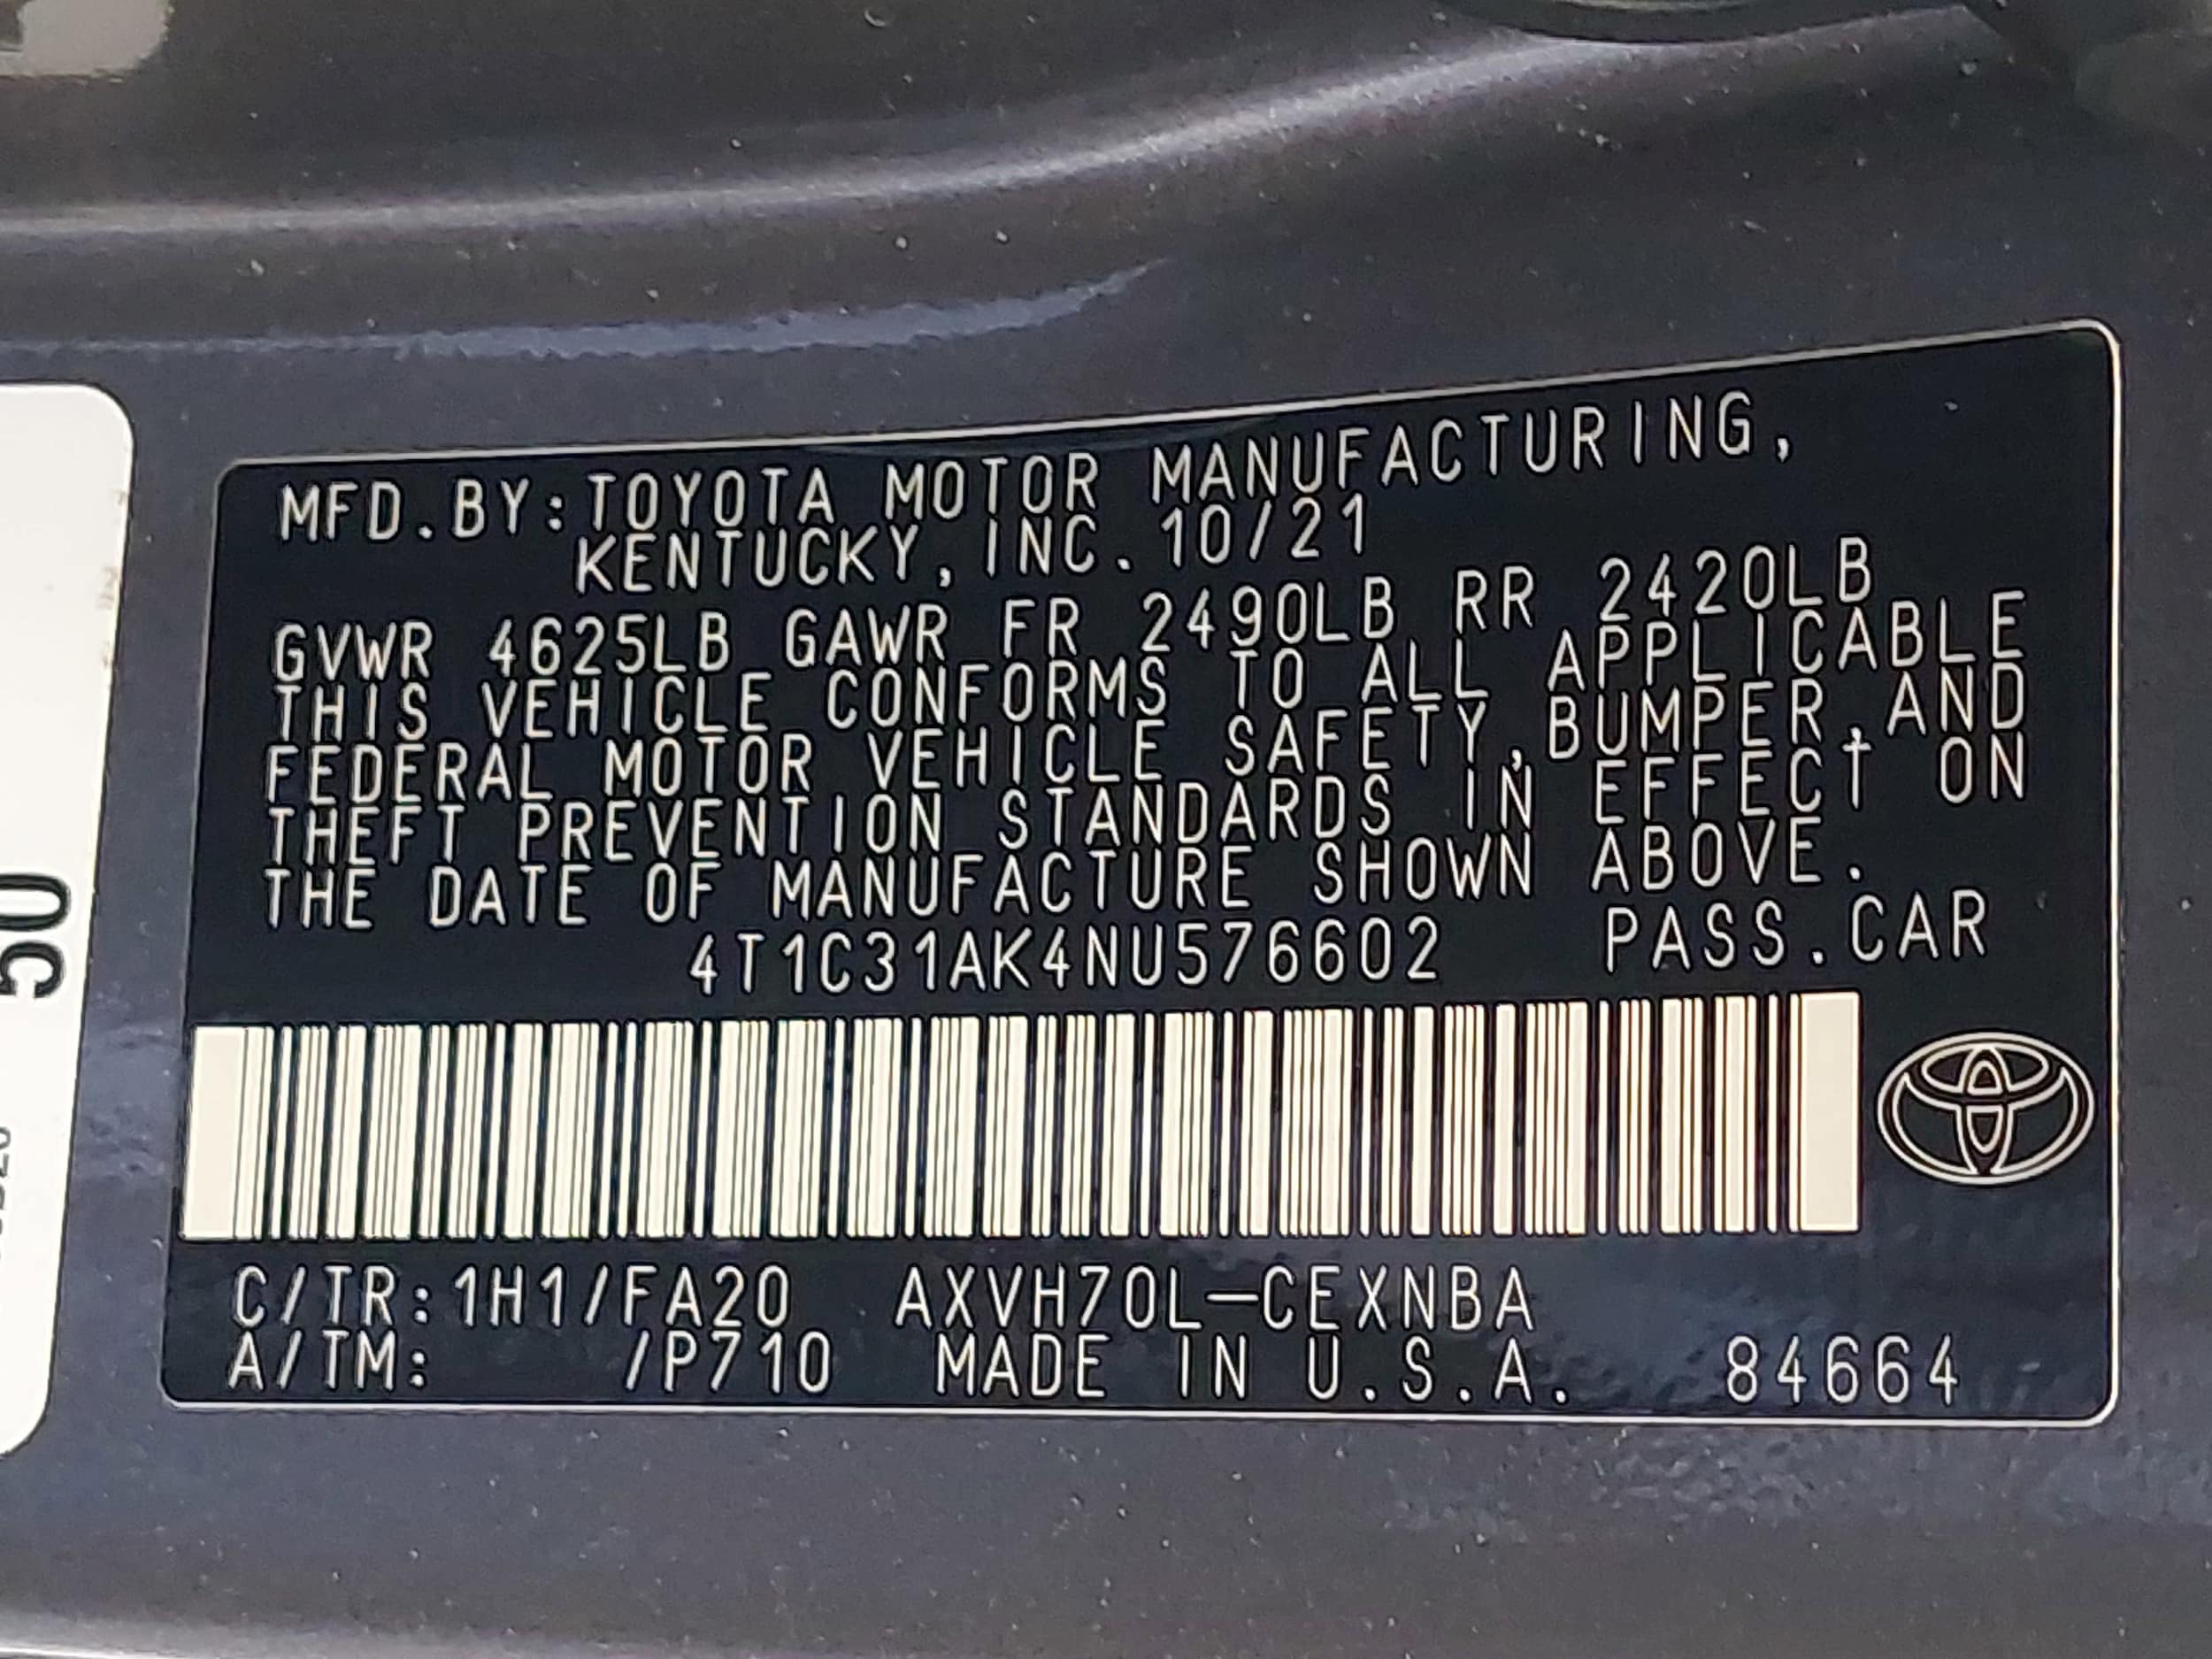 MFD.BY:TOYOTA MOTOR MANUFACTURING,
KENTUCKY, INC. 10/21
GVWR 4625LB GAWR FR 2490LB RR 2420LB
THIS VEHICLE CONFORMS TO ALL APPLICABLE
FEDERAL MOTOR VEHICLE SAFETY,BUMPER,AND
THEFT PREVENTION STANDARDS IN EFFECT ON
THE DATE OF MANUFACTURE SHOWN ABOVE.
4T1C31AK4NU576602 PASS.CAR
C/TR:1H1/FA20 AXVH70L-CEXNBA
A/TM: /P710 MADE IN U.S.A. 84664